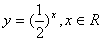 y = (1/2)^x, x ∈ R